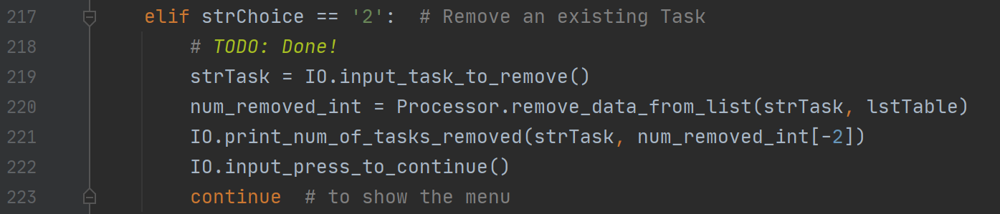 217 elif strChoice == '2':  # Remove an existing Task
218 # TODO: Done!
219 strTask = IO.input_task_to_remove()
220 num_removed_int = Processor.remove_data_from_list(strTask, lstTable)
221 IO.print_num_of_tasks_removed(strTask, num_removed_int[-2])
222 IO.input_press_to_continue()
223 continue  # to show the menu